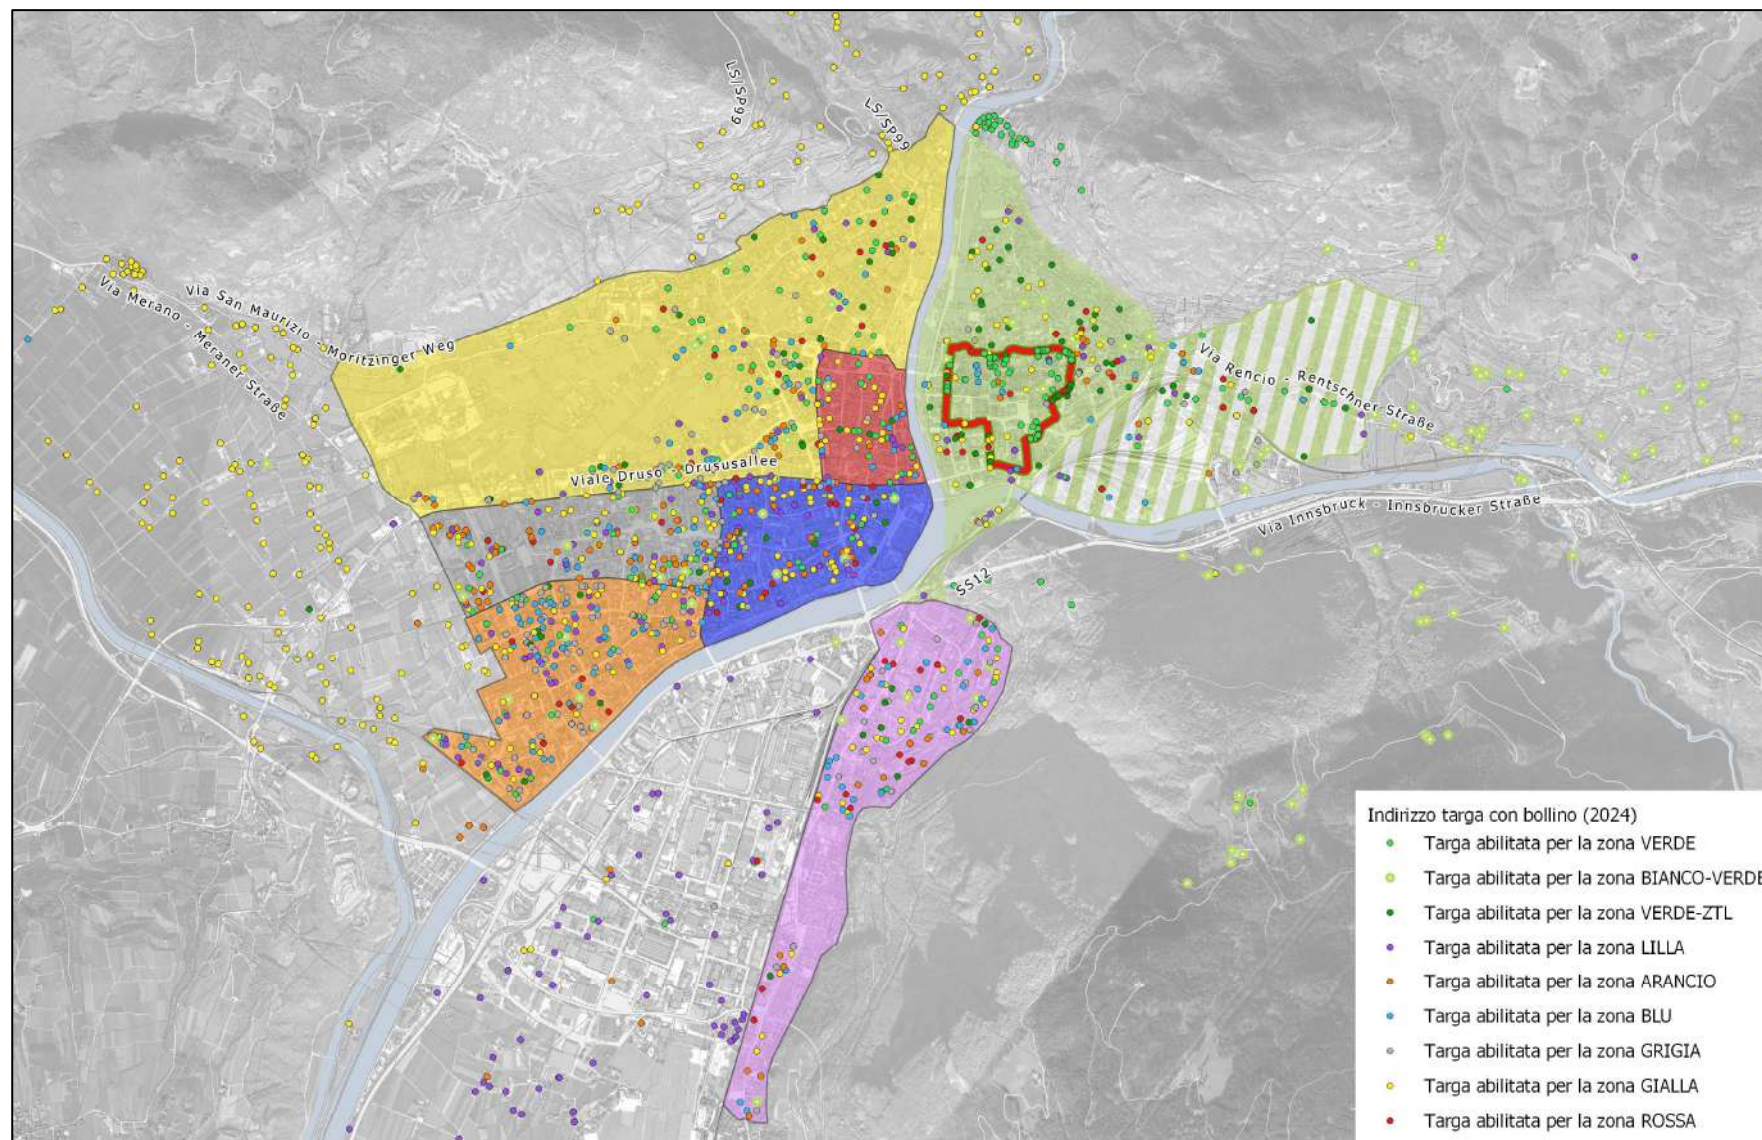 LS/SP99
LS/SP99
Via San Maurizio - Moritzinger Weg
Via Merano - Meraner Straße
Via Rencio - Rentschner Straße
Viale Druso - Drususallee
Via Innsbruck - Innsbrucker Straße
SS12
Indirizzo targa con bollino (2024)
Targa abilitata per la zona VERDE
Targa abilitata per la zona BIANCO-VERDE
Targa abilitata per la zona VERDE-ZTL
Targa abilitata per la zona LILLA
Targa abilitata per la zona ARANCIO
Targa abilitata per la zona BLU
Targa abilitata per la zona GRIGIA
Targa abilitata per la zona GIALLA
Targa abilitata per la zona ROSSA